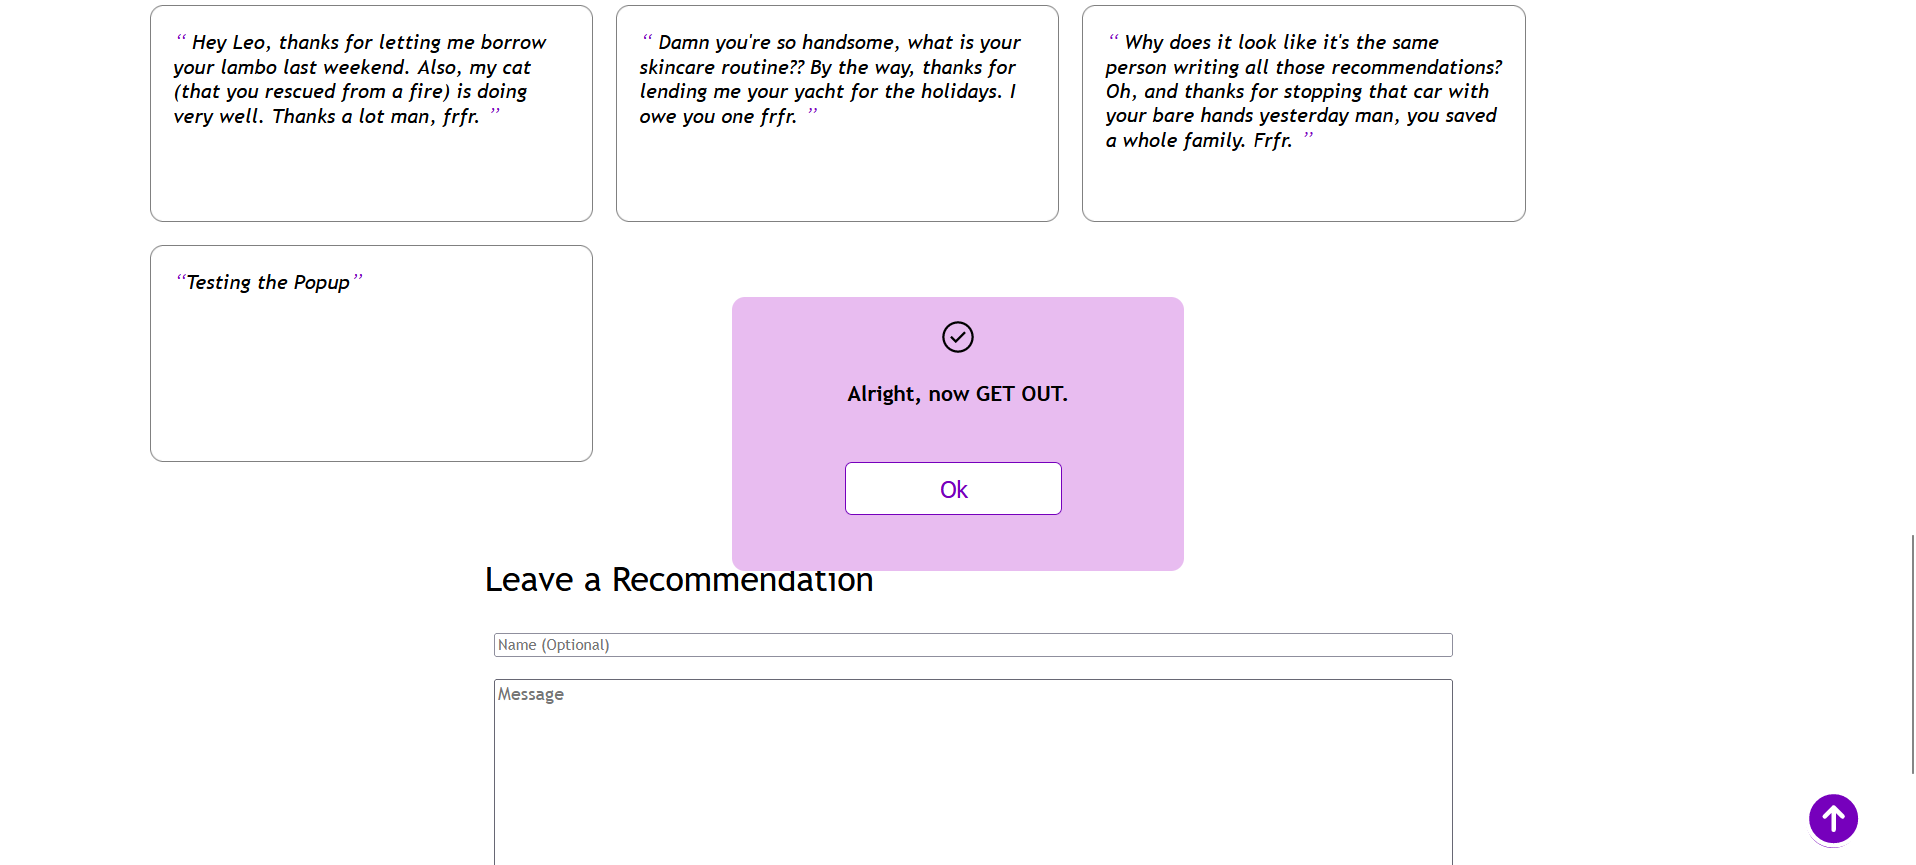 “ Hey Leo, thanks for letting me borrow
your lambo last weekend. Also, my cat
(that you rescued from a fire) is doing
very well. Thanks a lot man, frfr. ”
“ Damn you're so handsome, what is your
skincare routine?? By the way, thanks for
lending me your yacht for the holidays. I
owe you one frfr. ”
“ Why does it look like it's the same
person writing all those recommendations?
Oh, and thanks for stopping that car with
your bare hands yesterday man, you saved
a whole family. Frfr. ”
“Testing the Popup”
Alright, now GET OUT.
Ok
Leave a Recommendation
Name (Optional)
Message